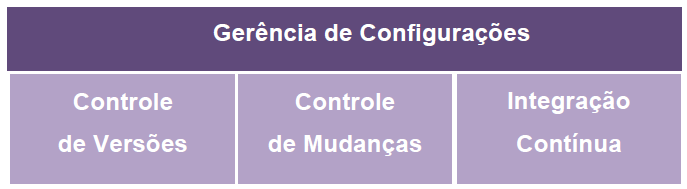 Gerência de Configurações
Controle
de Versões
Controle
de Mudanças
Integração
Contínua